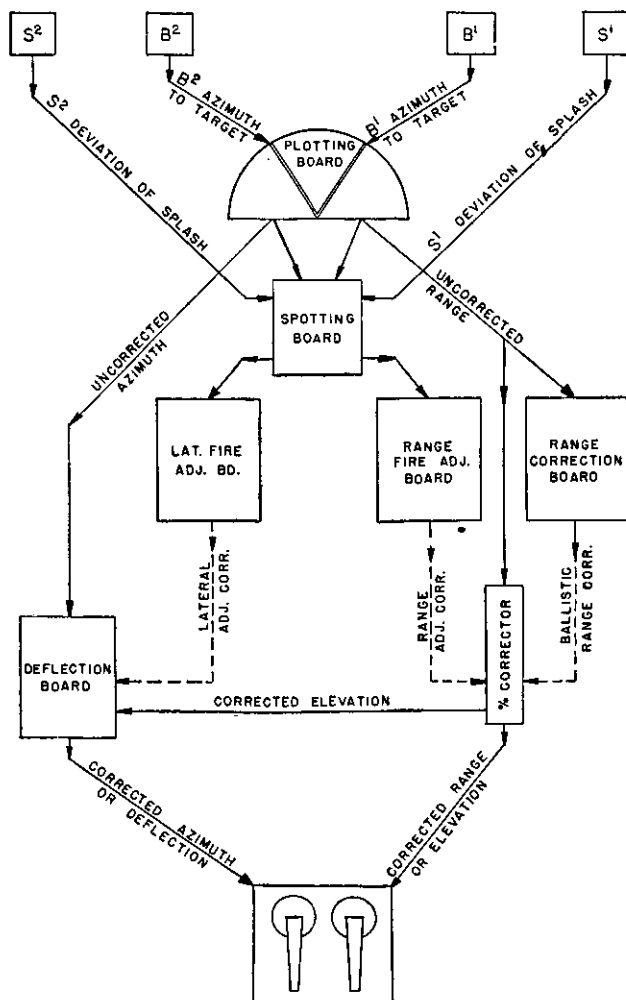 S²
B²
B¹
S¹
B² AZIMUTH
TO TARGET
B¹ AZIMUTH
TO TARGET
S² DEVIATION OF SPLASH
S¹ DEVIATION OF SPLASH
PLOTTING
BOARD
UNCORRECTED
AZIMUTH
SPOTTING
BOARD
UNCORRECTED
RANGE
LAT. FIRE
ADJ. BD.
RANGE
FIRE ADJ.
BOARD
RANGE
CORRECTION
BOARD
LATERAL
ADJ. CORR.
RANGE
ADJ. CORR.
BALLISTIC
RANGE CORR.
DEFLECTION
BOARD
% CORRECTOR
CORRECTED ELEVATION
CORRECTED AZIMUTH
OR DEFLECTION
CORRECTED RANGE
OR ELEVATION